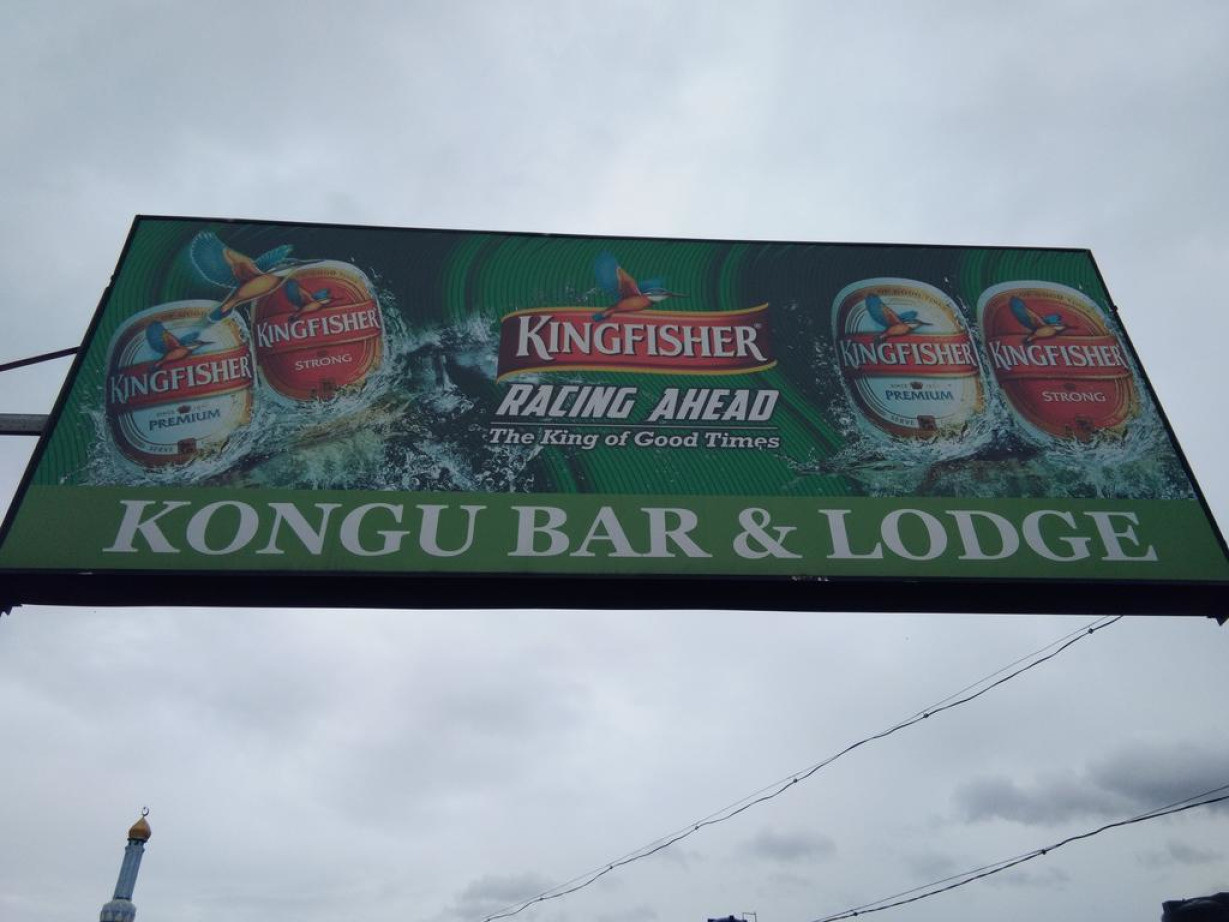 KINGFISHER
PREMIUM
KINGFISHER
STRONG
KINGFISHER
RACING AHEAD
The King of Good Times
KINGFISHER
PREMIUM
KINGFISHER
STRONG
KONGU BAR & LODGE